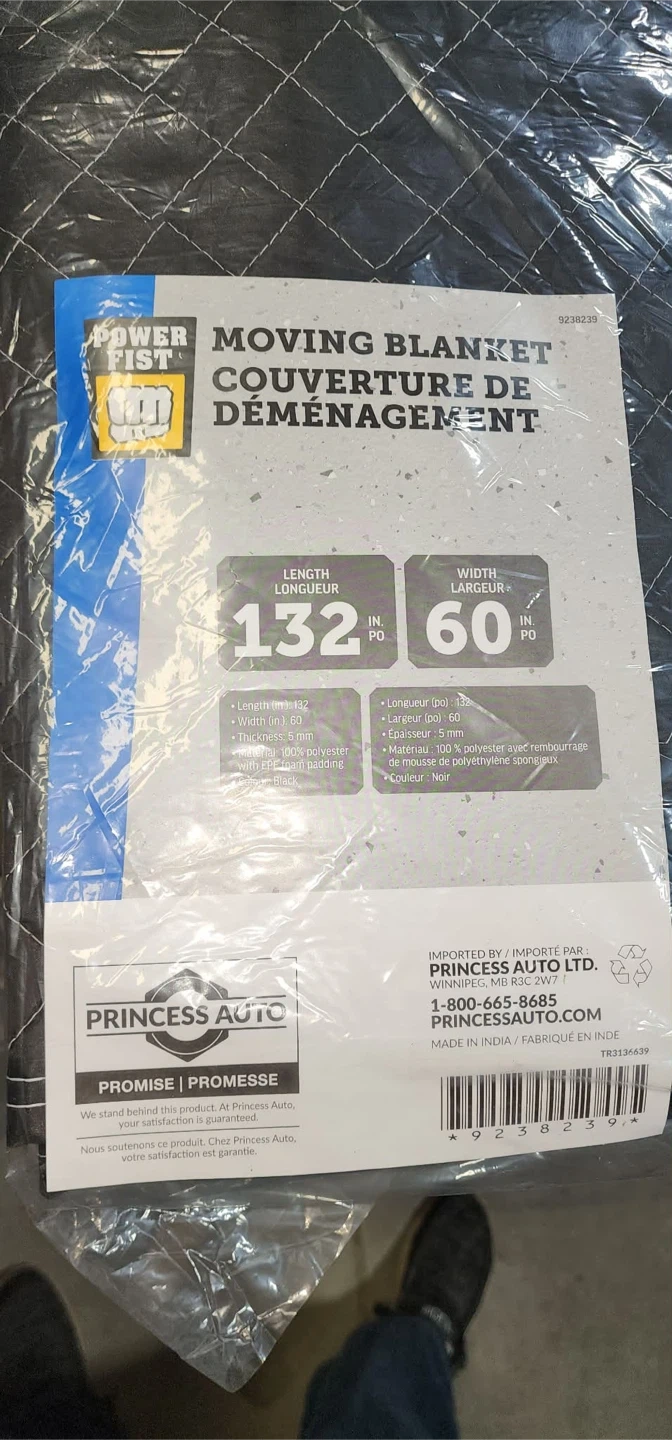 9238239
POWER
FIST
MOVING BLANKET
COUVERTURE DE
DÉMÉNAGEMENT
LENGTH
LONGUEUR
132 IN.
PO
WIDTH
LARGEUR
60 IN.
PO
• Length (in.): 132
• Width (in.): 60
• Thickness: 5 mm
• Material: 100% polyester
with EPE foam padding
• Colour: Black
• Longueur (po) : 132
• Largeur (po) : 60
• Épaisseur : 5 mm
• Matériau : 100 % polyester avec rembourrage
de mousse de polyéthylène spongieux
• Couleur : Noir
PRINCESS AUTO
PROMISE | PROMESSE
We stand behind this product. At Princess Auto,
your satisfaction is guaranteed.
Nous soutenons ce produit. Chez Princess Auto,
votre satisfaction est garantie.
IMPORTED BY / IMPORTÉ PAR :
PRINCESS AUTO LTD.
WINNIPEG, MB R3C 2W7
1-800-665-8685
PRINCESSAUTO.COM
MADE IN INDIA / FABRIQUÉ EN INDE
TR3136639
*9238239*